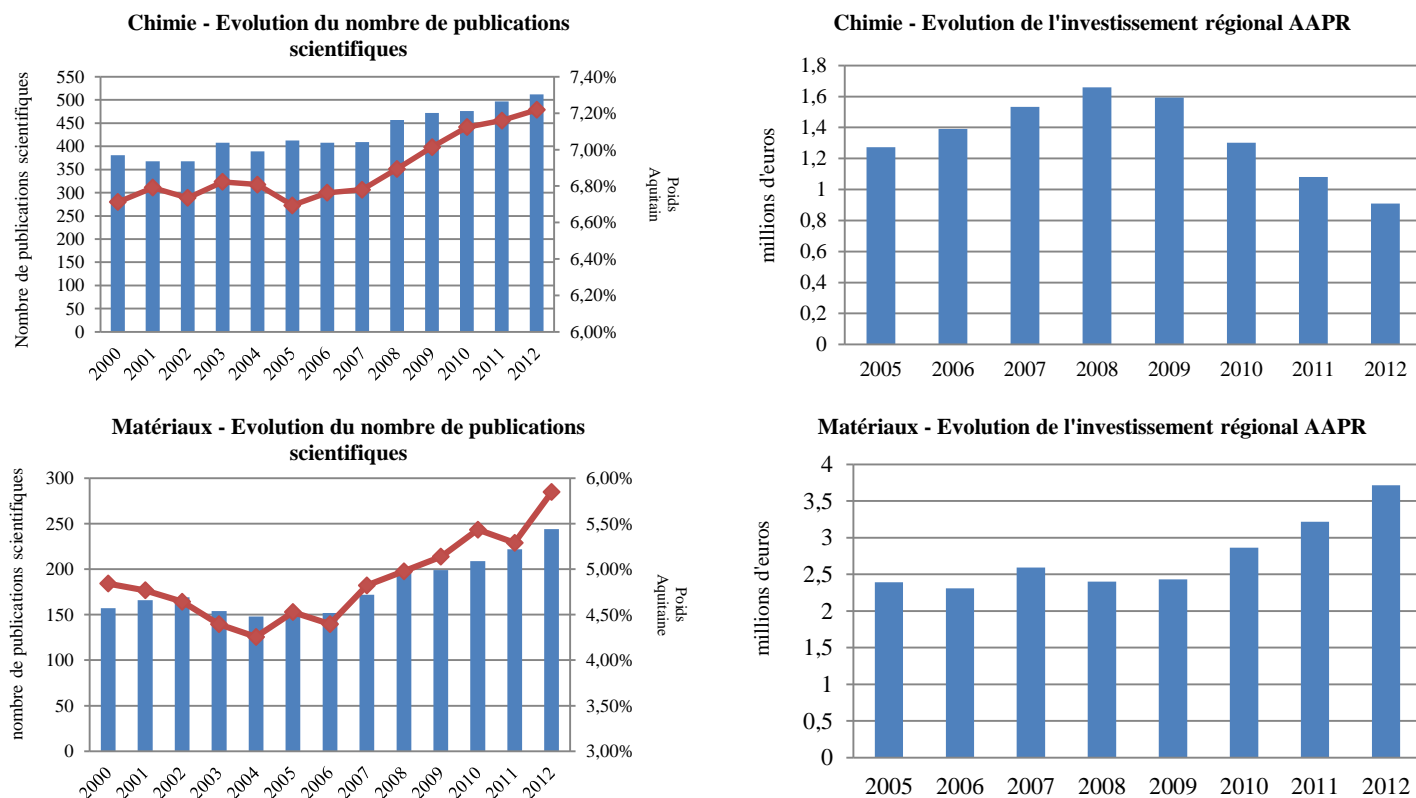 Chimie - Evolution du nombre de publications
scientifiques
Nombre de publications scientifiques
550
500
450
400
350
300
250
200
150
100
50
0
7,40%
7,20%
7,00%
6,80%
6,60%
6,40%
6,20%
6,00%
Poids
Aquitain
2000 2001 2002 2003 2004 2005 2006 2007 2008 2009 2010 2011 2012
Chimie - Evolution de l'investissement régional AAPR
millions d'euros
1,8
1,6
1,4
1,2
1
0,8
0,6
0,4
0,2
0
2005 2006 2007 2008 2009 2010 2011 2012
Matériaux - Evolution du nombre de publications
scientifiques
nombre de publications scientifiques
300
250
200
150
100
50
0
6,00%
5,50%
5,00%
4,50%
4,00%
3,50%
3,00%
Poids
Aquitaine
2000 2001 2002 2003 2004 2005 2006 2007 2008 2009 2010 2011 2012
Matériaux - Evolution de l'investissement régional AAPR
millions d'euros
4
3,5
3
2,5
2
1,5
1
0,5
0
2005 2006 2007 2008 2009 2010 2011 2012